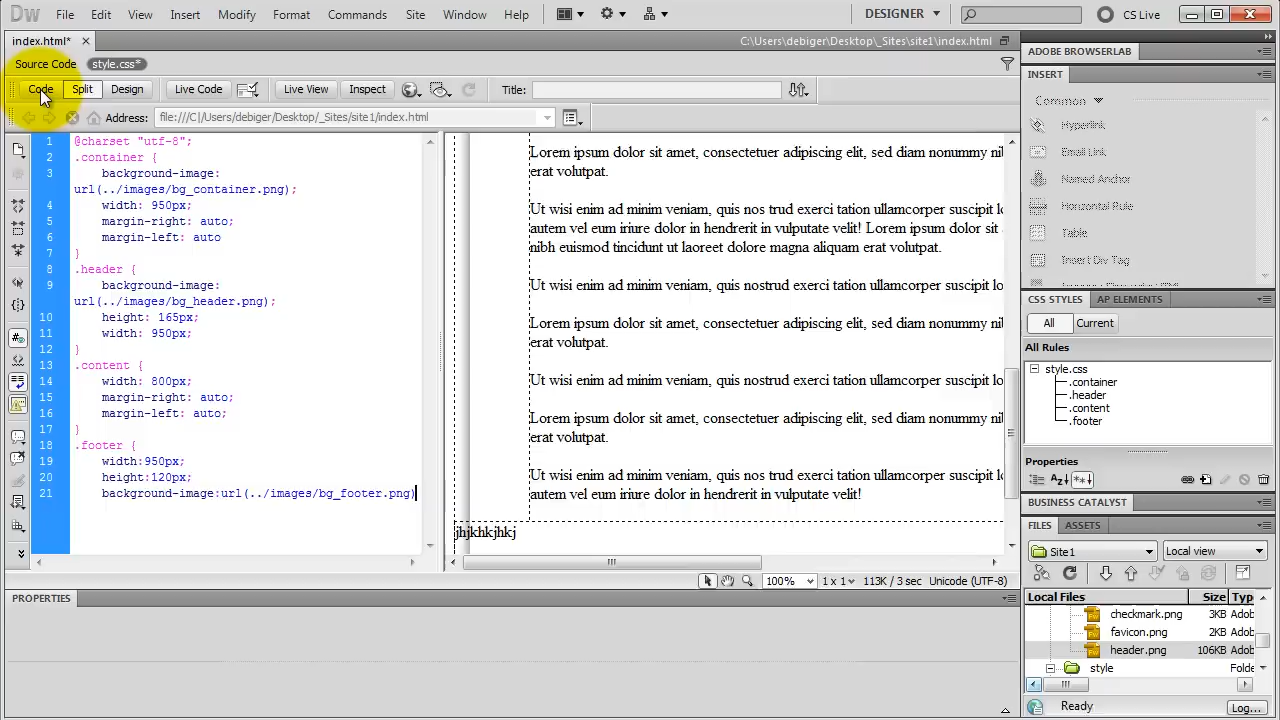 Dw File Edit View Insert Modify Format Commands Site Window Help DESIGNER CS Live
index.html* C:\Users\debiger\Desktop\_Sites\site1\index.html
Source Code style.css*
Code Split Design Live Code Live View Inspect Title:
Address: file:///C|/Users/debiger/Desktop/_Sites/site1/index.html
1 @charset "utf-8";
2 .container {
3 background-image:
url(../images/bg_container.png);
4 width: 950px;
5 margin-right: auto;
6 margin-left: auto
7 }
8 .header {
9 background-image:
url(../images/bg_header.png);
10 height: 165px;
11 width: 950px;
12 }
13 .content {
14 width: 800px;
15 margin-right: auto;
16 margin-left: auto;
17 }
18 .footer {
19 width:950px;
20 height:120px;
21 background-image:url(../images/bg_footer.png)
Lorem ipsum dolor sit amet, consectetuer adipiscing elit, sed diam nonummy nil
erat volutpat.
Ut wisi enim ad minim veniam, quis nos trud exerci tation ullamcorper suscipit lo
autem vel eum iriure dolor in hendrerit in vulputate velit! Lorem ipsum dolor sit
nibh euismod tincidunt ut laoreet dolore magna aliquam erat volutpat.
Ut wisi enim ad minim veniam, quis nostrud exerci tation ullamcorper suscipit lo
Lorem ipsum dolor sit amet, consectetuer adipiscing elit, sed diam nonummy nil
erat volutpat.
Ut wisi enim ad minim veniam, quis nostrud exerci tation ullamcorper suscipit lo
Lorem ipsum dolor sit amet, consectetuer adipiscing elit, sed diam nonummy nil
erat volutpat.
Ut wisi enim ad minim veniam, quis nostrud exerci tation ullamcorper suscipit lo
autem vel eum iriure dolor in hendrerit in vulputate velit!
jhjkhkjhkj
100% 1 x 1 113K / 3 sec Unicode (UTF-8)
PROPERTIES
ADOBE BROWSERLAB
INSERT
Common
Hyperlink
Email Link
Named Anchor
Horizontal Rule
Table
Insert Div Tag
CSS STYLES AP ELEMENTS
All Current
All Rules
style.css
.container
.header
.content
.footer
Properties
Az↓ **↓
BUSINESS CATALYST
FILES ASSETS
Site1 Local view
Local Files Size Typ
checkmark.png 3KB Adob
favicon.png 2KB Adob
header.png 106KB Adob
style Folde
Ready Log...